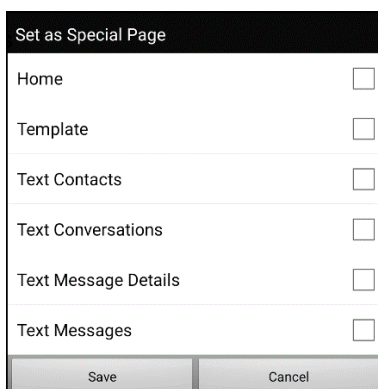 Set as Special Page
Home
Template
Text Contacts
Text Conversations
Text Message Details
Text Messages
Save Cancel